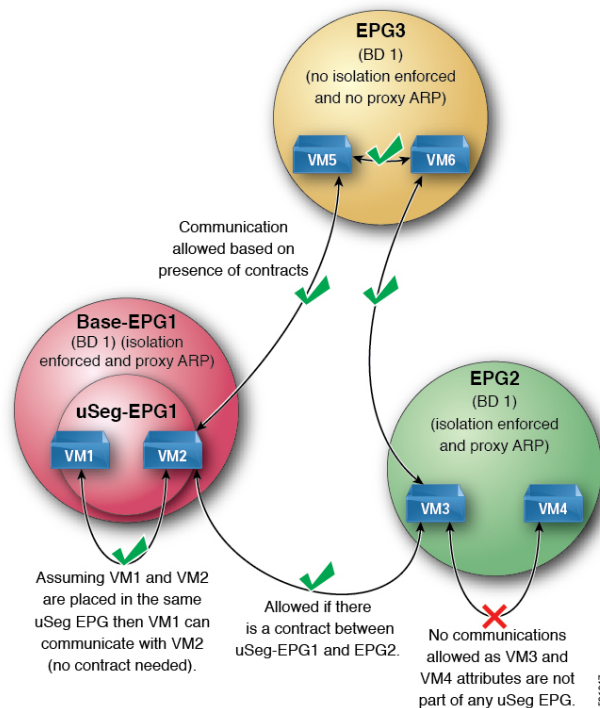 EPG3
(BD 1)
(no isolation enforced
and no proxy ARP)
VM5
VM6
Communication
allowed based on
presence of contracts
Base-EPG1
(BD 1) (isolation
enforced and proxy ARP)
uSeg-EPG1
VM1
VM2
EPG2
(BD 1)
(isolation enforced
and proxy ARP)
VM3
VM4
Assuming VM1 and VM2
are placed in the same
uSeg EPG then VM1 can
communicate with VM2
(no contract needed).
Allowed if there
is a contract between
uSeg-EPG1 and EPG2.
No communications
allowed as VM3 and
VM4 attributes are not
part of any uSeg EPG.